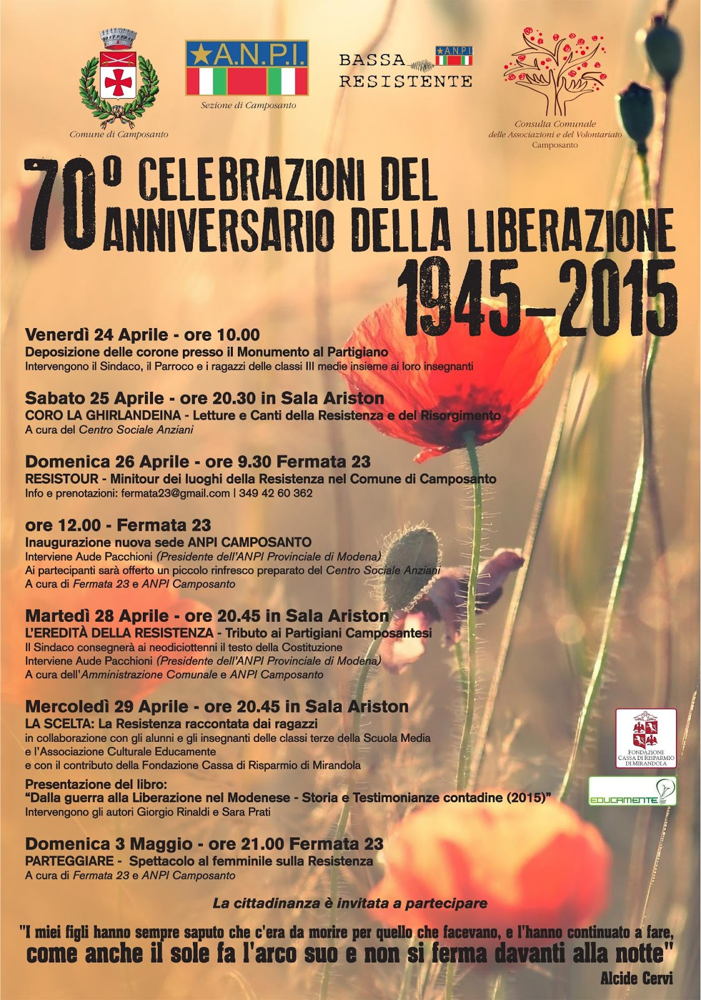 Comune di Camposanto
A.N.P.I.
Sezione di Camposanto
BASSA
A.N.P.I.
RESISTENTE
Consulta Comunale
delle Associazioni e del Volontariato
Camposanto
70° CELEBRAZIONI DEL
ANNIVERSARIO DELLA LIBERAZIONE
1945-2015
Venerdì 24 Aprile - ore 10.00
Deposizione delle corone presso il Monumento al Partigiano
Intervengono il Sindaco, il Parroco e i ragazzi delle classi III medie insieme ai loro insegnanti
Sabato 25 Aprile - ore 20.30 in Sala Ariston
CORO LA GHIRLANDEINA - Letture e Canti della Resistenza e del Risorgimento
A cura del Centro Sociale Anziani
Domenica 26 Aprile - ore 9.30 Fermata 23
RESISTOUR - Minitour dei luoghi della Resistenza nel Comune di Camposanto
Info e prenotazioni: fermata23@gmail.com | 349 42 60 362
ore 12.00 - Fermata 23
Inaugurazione nuova sede ANPI CAMPOSANTO
Interviene Aude Pacchioni (Presidente dell'ANPI Provinciale di Modena)
Ai partecipanti sarà offerto un piccolo rinfresco preparato del Centro Sociale Anziani
A cura di Fermata 23 e ANPI Camposanto
Martedì 28 Aprile - ore 20.45 in Sala Ariston
L'EREDITÀ DELLA RESISTENZA - Tributo ai Partigiani Camposantesi
Il Sindaco consegnerà ai neodiciottenni il testo della Costituzione
Interviene Aude Pacchioni (Presidente dell'ANPI Provinciale di Modena)
A cura dell'Amministrazione Comunale e ANPI Camposanto
Mercoledì 29 Aprile - ore 20.45 in Sala Ariston
LA SCELTA: La Resistenza raccontata dai ragazzi
in collaborazione con gli alunni e gli insegnanti delle classi terze della Scuola Media
e l'Associazione Culturale Educamente
e con il contributo della Fondazione Cassa di Risparmio di Mirandola
FONDAZIONE
CASSA DI RISPARMIO
DI MIRANDOLA
Presentazione del libro:
"Dalla guerra alla Liberazione nel Modenese - Storia e Testimonianze contadine (2015)"
Intervengono gli autori Giorgio Rinaldi e Sara Prati
EDUCAMENTE
Domenica 3 Maggio - ore 21.00 Fermata 23
PARTEGGIARE - Spettacolo al femminile sulla Resistenza
A cura di Fermata 23 e ANPI Camposanto
La cittadinanza è invitata a partecipare
"I miei figli hanno sempre saputo che c'era da morire per quello che facevano, e l'hanno continuato a fare,
come anche il sole fa l'arco suo e non si ferma davanti alla notte"
Alcide Cervi